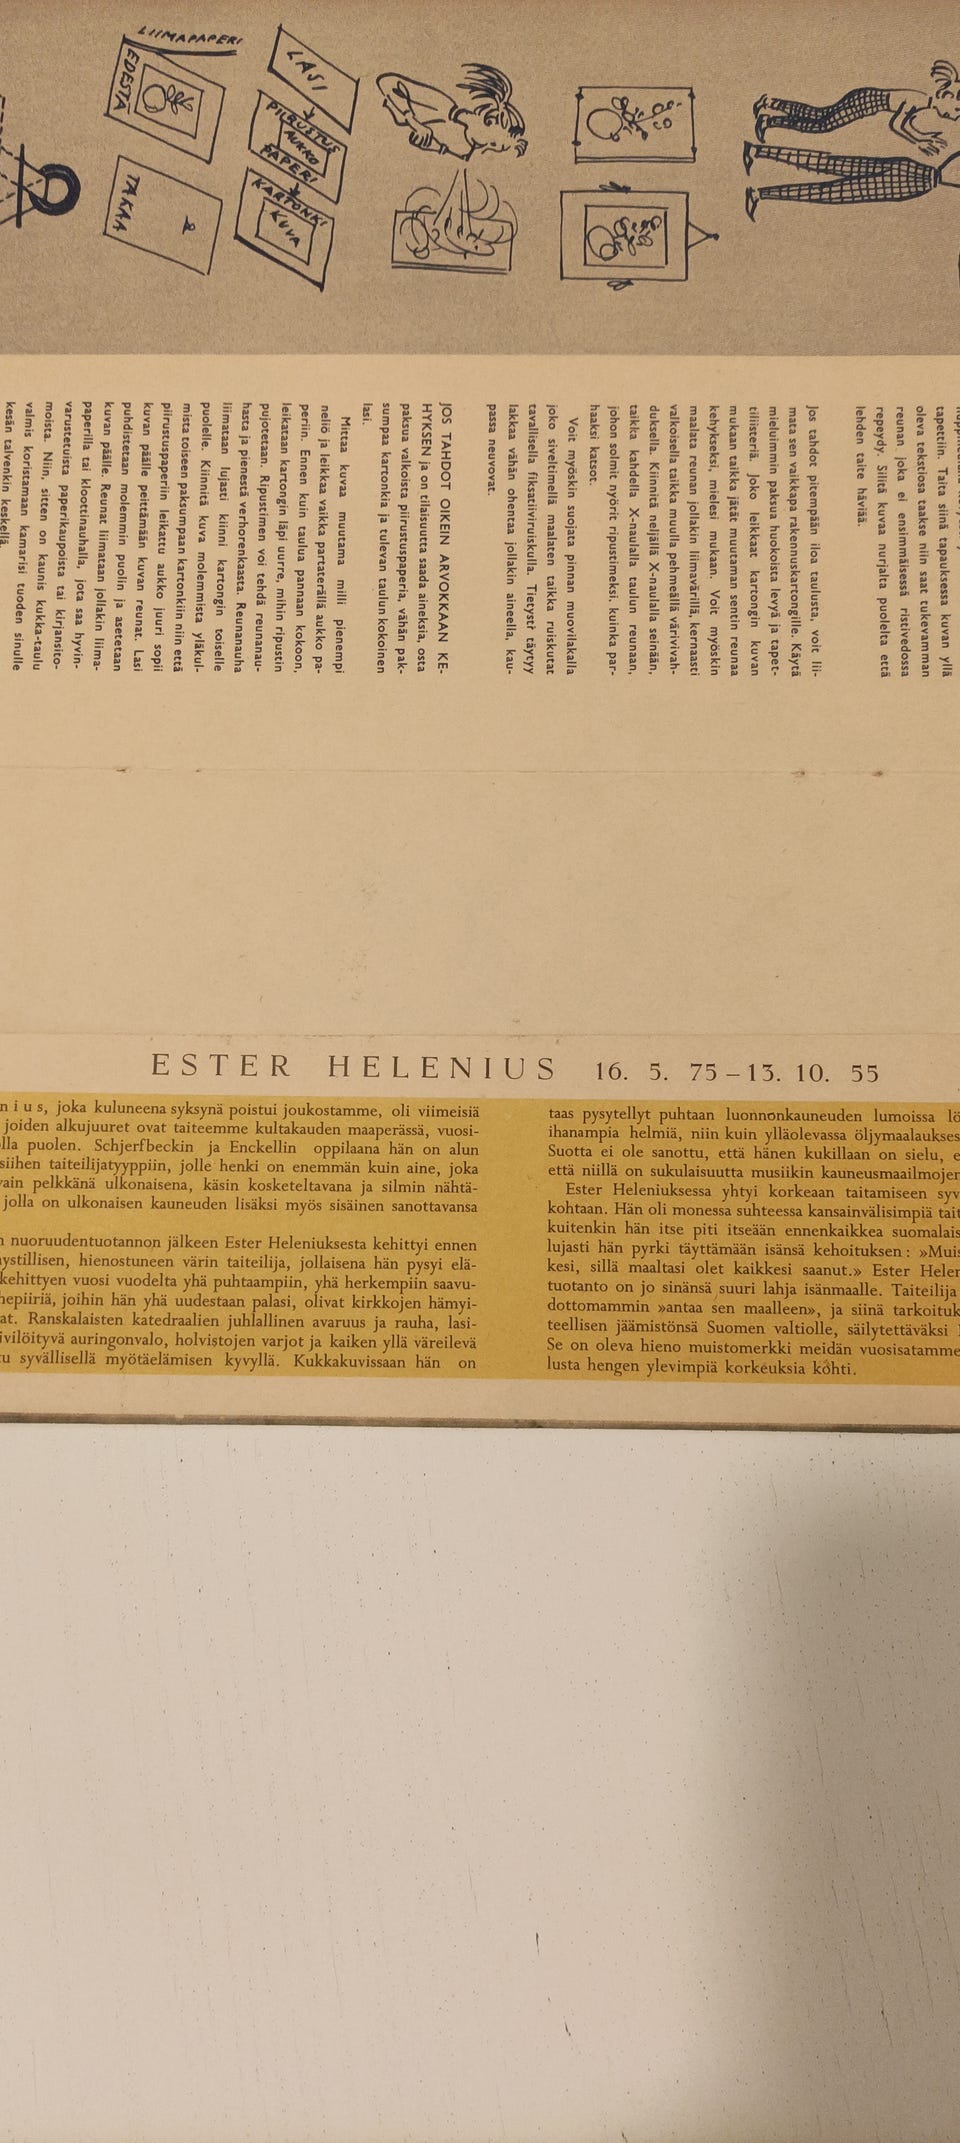 LIIMAPAPERI
EDESTÄ
TAKAA
LASI
PIIRUSTUS
AUKKO
PAPERI
KARTONKI
KUVA
tapettiin. Taita siinä tapauksessa kuvan yllä
oleva tekstiosa taakse niin saat tukevamman
reunan joka ei ensimmäisessä ristivedossa
repeydy. Silitä kuvaa nurjalta puolelta että
lehden taite häviää.
Jos tahdot pitempään iloa taulusta, voit lii-
mata sen vaikkapa rakennuskartongille. Käytä
mieluimmin paksua huokoista levyä ja tapet-
tiliisteriä. Joko leikkaat kartongin kuvan
mukaan taikka jätät muutaman sentin reunaa
kehykseksi, mielesi mukaan. Voit myöskin
maalata reunan jollakin liimavärillä, kernaasti
valkoisella taikka muulla pehmeällä värivivah-
duksella. Kiinnitä neljällä X-naulalla seinään,
taikka kahdella X-naulalla taulun reunaan,
johon solmit nyörit ripustimeksi, kuinka par-
haaksi katsot.
Voit myöskin suojata pinnan muovilakalla
joko siveltimellä maalaten taikka ruiskutat
tavallisella fiksatiiviruiskulla. Tietysti täytyy
lakkaa vähän ohentaa jollakin aineella, kau-
passa neuvovat.
JOS TAHDOT OIKEIN ARVOKKAAN KE-
HYKSEN ja on tilaisuutta saada aineksia, osta
paksua valkoista piirustuspaperia, vähän pak-
sumpaa kartonkia ja tulevan taulun kokoinen
lasi.
Mittaa kuvaa muutama milli pienempi
neliö ja leikkaa vaikka partaterällä aukko pa-
periin. Ennen kuin taulua pannaan kokoon,
leikataan kartongin läpi uurre, mihin ripustin
pujotetaan. Ripustimen voi tehdä reunanau-
hasta ja pienestä verhorenkaasta. Reunanauha
liimataan lujasti kiinni kartongin toiselle
puolelle. Kiinnitä kuva molemmista yläkul-
mista toiseen paksumpaan kartonkiin niin että
piirustuspaperiin leikattu aukko juuri sopii
kuvan päälle peittämään kuvan reunat. Lasi
puhdistetaan molemmin puolin ja asetetaan
kuvan päälle. Reunat liimataan jollakin liima-
paperilla tai kloottinauhalla, jota saa hyvin-
varustetuista paperikaupoista tai kirjansito-
moista. Niin, sitten on kaunis kukka-taulu
valmis koristamaan kamarisi tuoden sinulle
kesän talvenkin keskellä.
ESTER HELENIUS 16. 5. 75 – 13. 10. 55
nius, joka kuluneena syksynä poistui joukostamme, oli viimeisiä
joiden alkujuuret ovat taiteemme kultakauden maaperässä, vuosi-
lla puolen. Schjerfbeckin ja Enckellin oppilaana hän on alun
siihen taiteilijatyyppiin, jolle henki on enemmän kuin aine, joka
vain pelkkänä ulkonaisena, käsin kosketeltavana ja silmin nähtä-
jolla on ulkonaisen kauneuden lisäksi myös sisäinen sanottavansa
n nuoruudentuotannon jälkeen Ester Heleniuksesta kehittyi ennen
ystillisen, hienostuneen värin taiteilija, jollaisena hän pysyi elä-
kehittyen vuosi vuodelta yhä puhtaampiin, yhä herkempiin saavu-
hepiiriä, joihin hän yhä uudestaan palasi, olivat kirkkojen hämyi-
at. Ranskalaisten katedraalien juhlallinen avaruus ja rauha, lasi-
ivilöityvä auringonvalo, holvistojen varjot ja kaiken yllä väreilevä
tu syvällisellä myötäelämisen kyvyllä. Kukkakuvissaan hän on
taas pysytellyt puhtaan luonnonkauneuden lumoissa lö
ihanampia helmiä, niin kuin ylläolevassa öljymaalaukses
Suotta ei ole sanottu, että hänen kukillaan on sielu, e
että niillä on sukulaisuutta musiikin kauneusmaailmojen
Ester Heleniuksessa yhtyi korkeaan taitamiseen syv
kohtaan. Hän oli monessa suhteessa kansainvälisimpiä tait
kuitenkin hän itse piti itseään ennenkaikkea suomalais
lujasti hän pyrki täyttämään isänsä kehoituksen: »Muis
kesi, sillä maaltasi olet kaikkesi saanut.» Ester Helen
tuotanto on jo sinänsä suuri lahja isänmaalle. Taiteilija
dottomammin »antaa sen maalleen», ja siinä tarkoituk
teellisen jäämistönsä Suomen valtiolle, säilytettäväksi
Se on oleva hieno muistomerkki meidän vuosisatamme
lusta hengen ylevimpiä korkeuksia kohti.